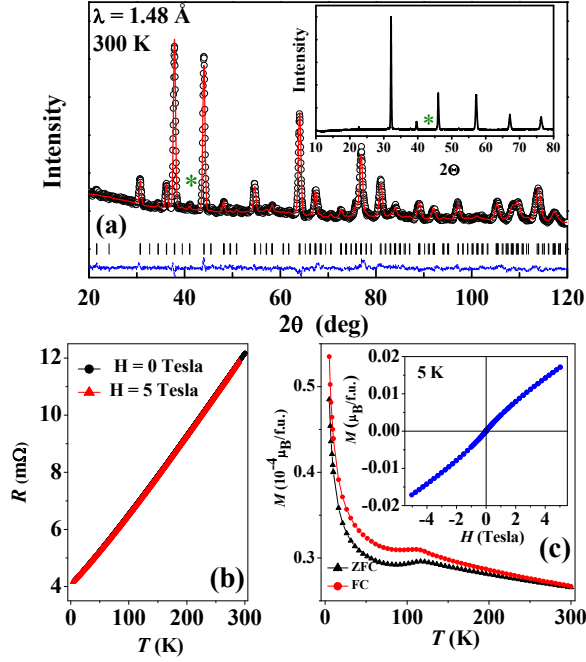 λ = 1.48 Å
300 K
Intensity
*
(a)
20 40 60 80 100 120
2θ (deg)
Intensity
*
10 20 30 40 50 60 70 80
2Θ
12
10
8
6
4
R (mΩ)
H = 0 Tesla
H = 5 Tesla
(b)
0 100 200 300
T (K)
0.5
0.4
0.3
M (10⁻⁴μB/f.u.)
ZFC
FC
(c)
0 100 200 300
T (K)
5 K
0.02
0.01
0.00
−0.01
−0.02
M (μB/f.u.)
-4 -2 0 2 4
H (Tesla)